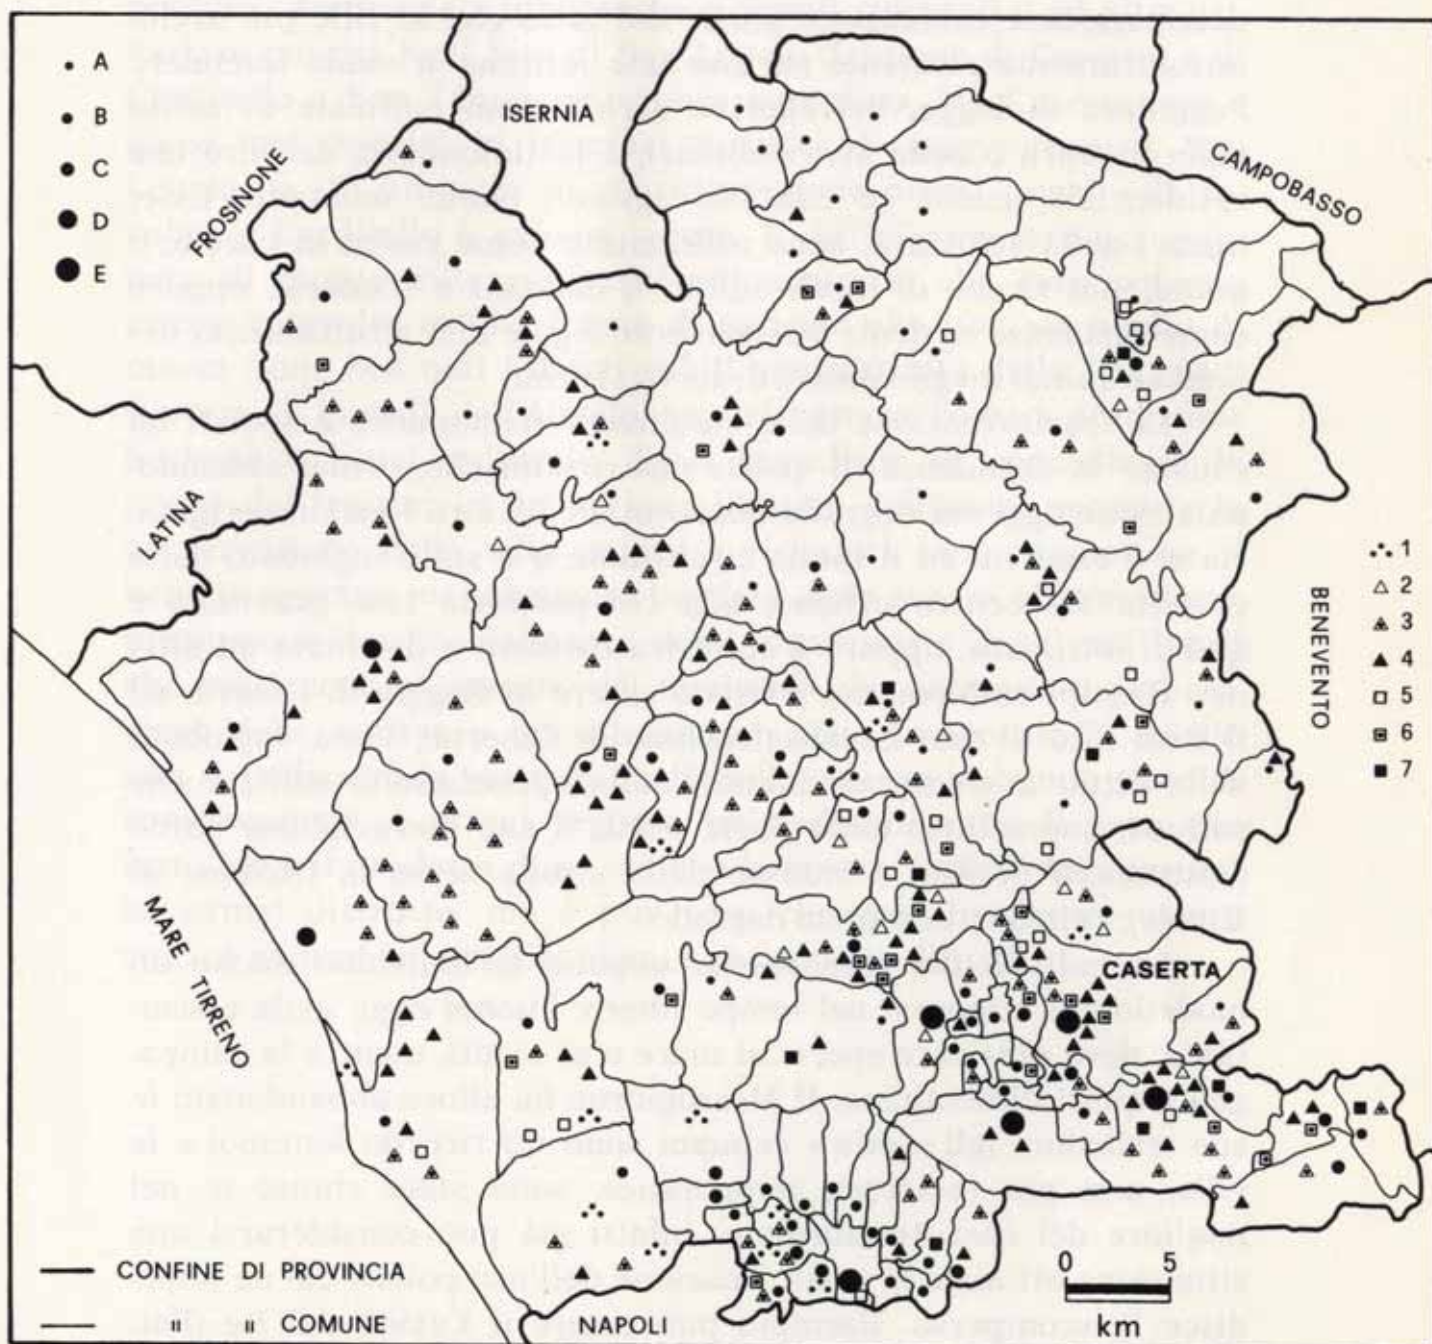 A
B
C
D
E
ISERNIA
FROSINONE
CAMPOBASSO
LATINA
1
2
3
4
5
6
7
BENEVENTO
MARE TIRRENO
CASERTA
0 5
km
CONFINE DI PROVINCIA
" " COMUNE
NAPOLI